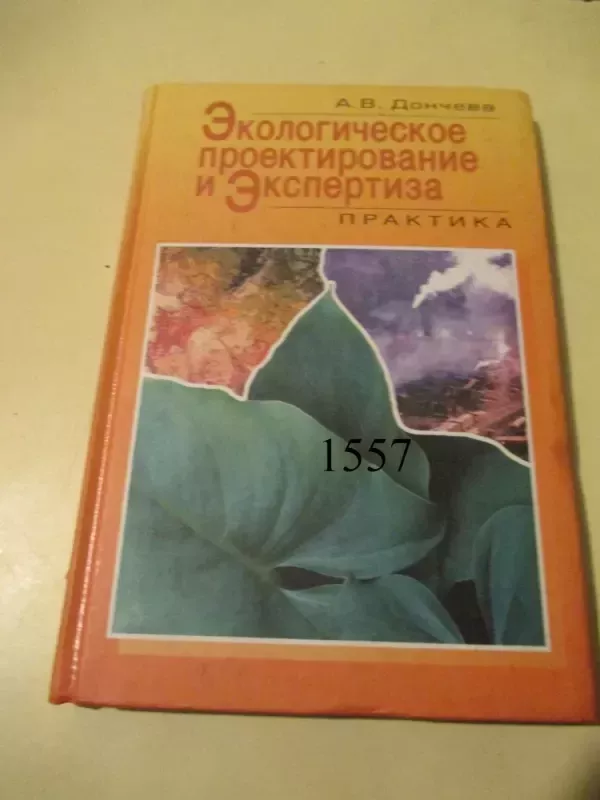 А.В. Дончева
Экологическое
проектирование
и Экспертиза
ПРАКТИКА
1557